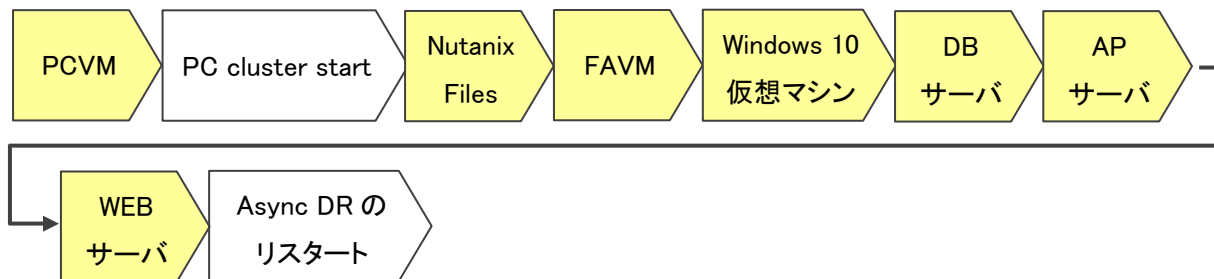 PCVM
PC cluster start
Nutanix
Files
FAVM
Windows 10
仮想マシン
DB
サーバ
AP
サーバ
WEB
サーバ
Async DR の
リスタート